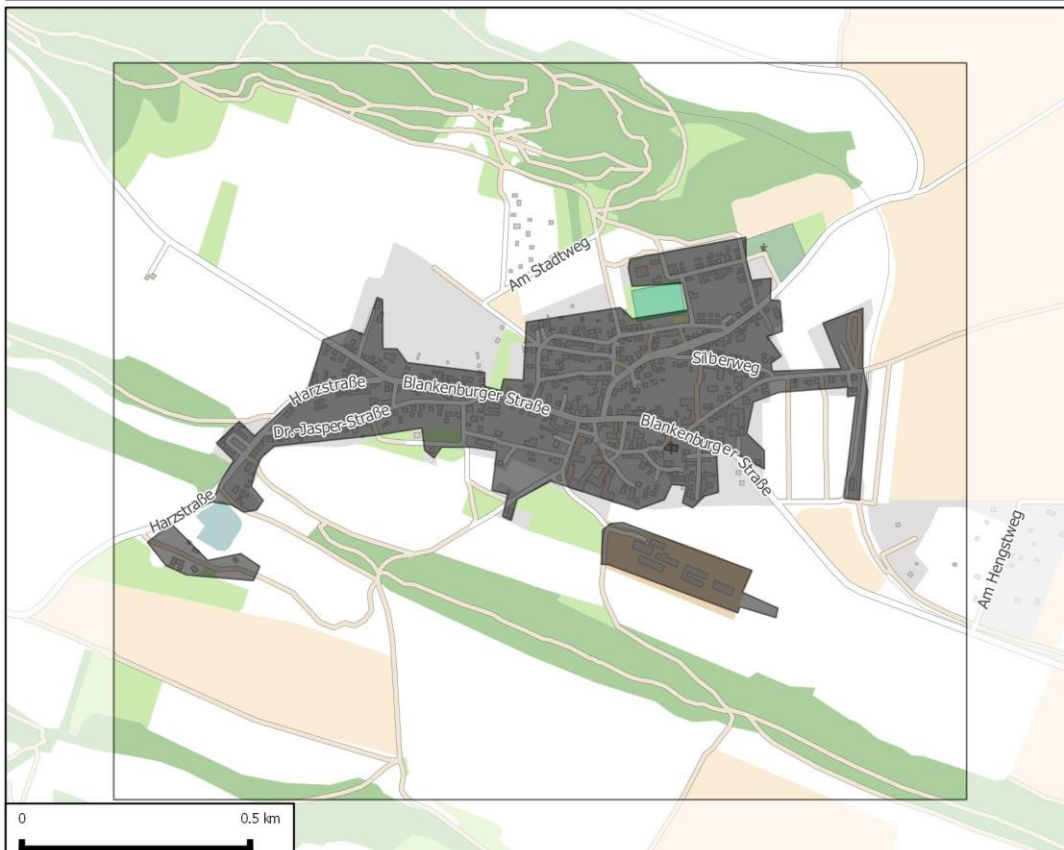 Am Stadtweg
Silberweg
Harzstraße
Blankenburger Straße
Dr.-Jasper-Straße
Blankenburger-Straße
Harzstraße
Am Hengstweg
0 0.5 km